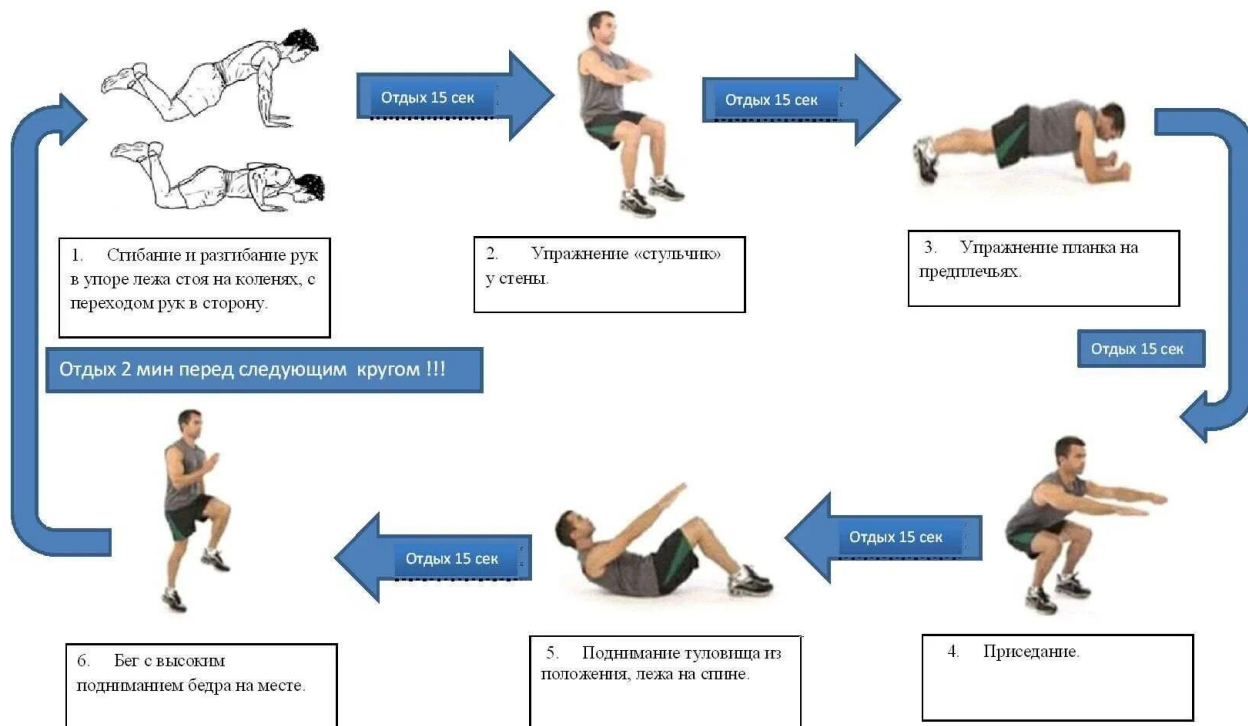 Отдых 15 сек
Отдых 15 сек
1. Сгибание и разгибание рук
в упоре лежа стоя на коленях, с
переходом рук в сторону.
2. Упражнение «стульчик»
у стены.
3. Упражнение планка на
предплечьях.
Отдых 15 сек
Отдых 2 мин перед следующим кругом !!!
Отдых 15 сек
Отдых 15 сек
6. Бег с высоким
подниманием бедра на месте.
5. Поднимание туловища из
положения, лежа на спине.
4. Приседание.